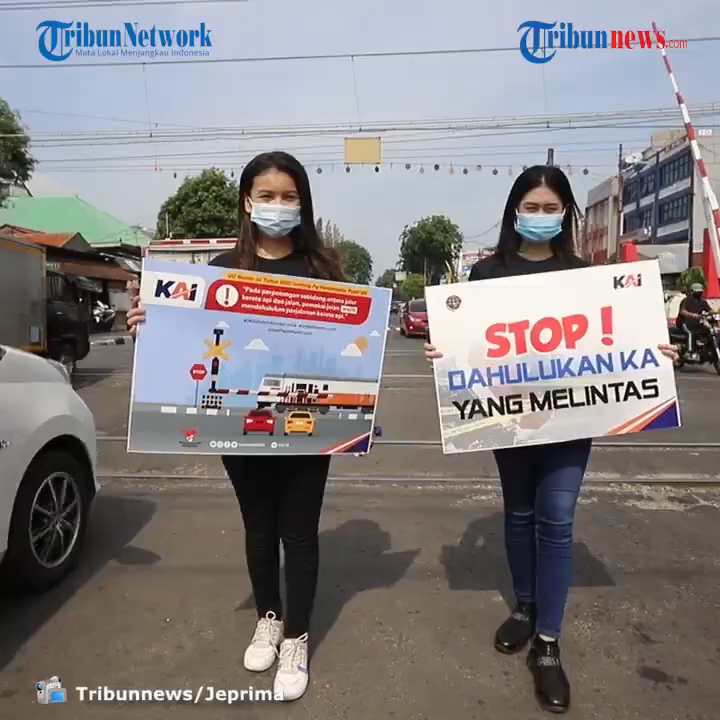 TribunNetwork
Mata Lokal Menjangkau Indonesia
Tribunnews.com
KAI
"Pada perpotongan sebidang antara jalur
kereta api dan jalan, pemakai jalan WAJIB
mendahulukan perjalanan kereta api."
STOP
KAI
STOP!
DAHULUKAN KA
YANG MELINTAS
Tribunnews/Jeprima